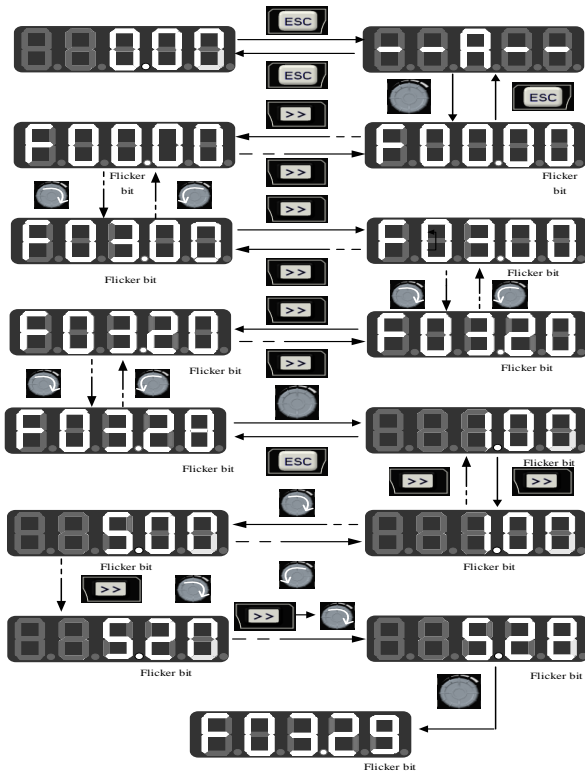 0.00
ESC
--A--
ESC
ESC
>>
F00.00
F00.00
Flicker
bit
Flicker
bit
>>
>>
F03.00
F03.00
Flicker bit
Flicker bit
>>
>>
F03.20
F03.20
Flicker bit
Flicker bit
>>
F03.28
1.00
Flicker bit
Flicker bit
ESC
>>
>>
5.00
1.00
Flicker bit
Flicker bit
>>
>>
5.20
5.28
Flicker bit
Flicker bit
F03.29
Flicker bit